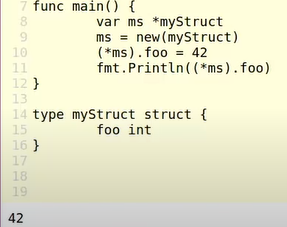 7 func main() {
8         var ms *myStruct
9         ms = new(myStruct)
10         (*ms).foo = 42
11         fmt.Println((*ms).foo)
12 }
13
14 type myStruct struct {
15         foo int
16 }
17
18
19
42